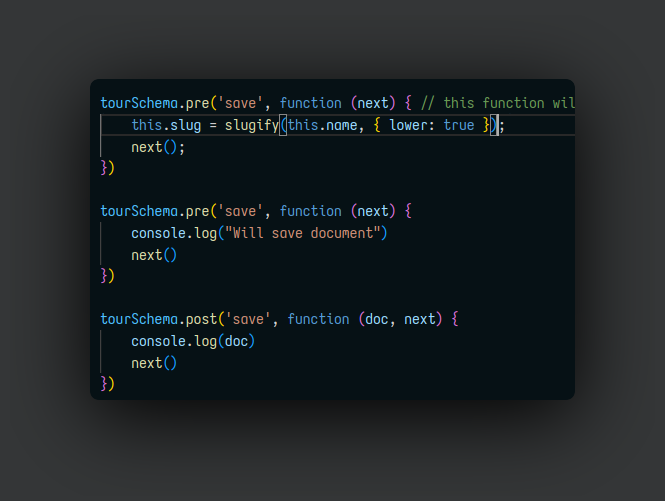 tourSchema.pre('save', function (next) { // this function
this.slug = slugify(this.name, { lower: true });
next();
})
tourSchema.pre('save', function (next) {
console.log("Will save document")
next()
})
tourSchema.post('save', function (doc, next) {
console.log(doc)
next()
})